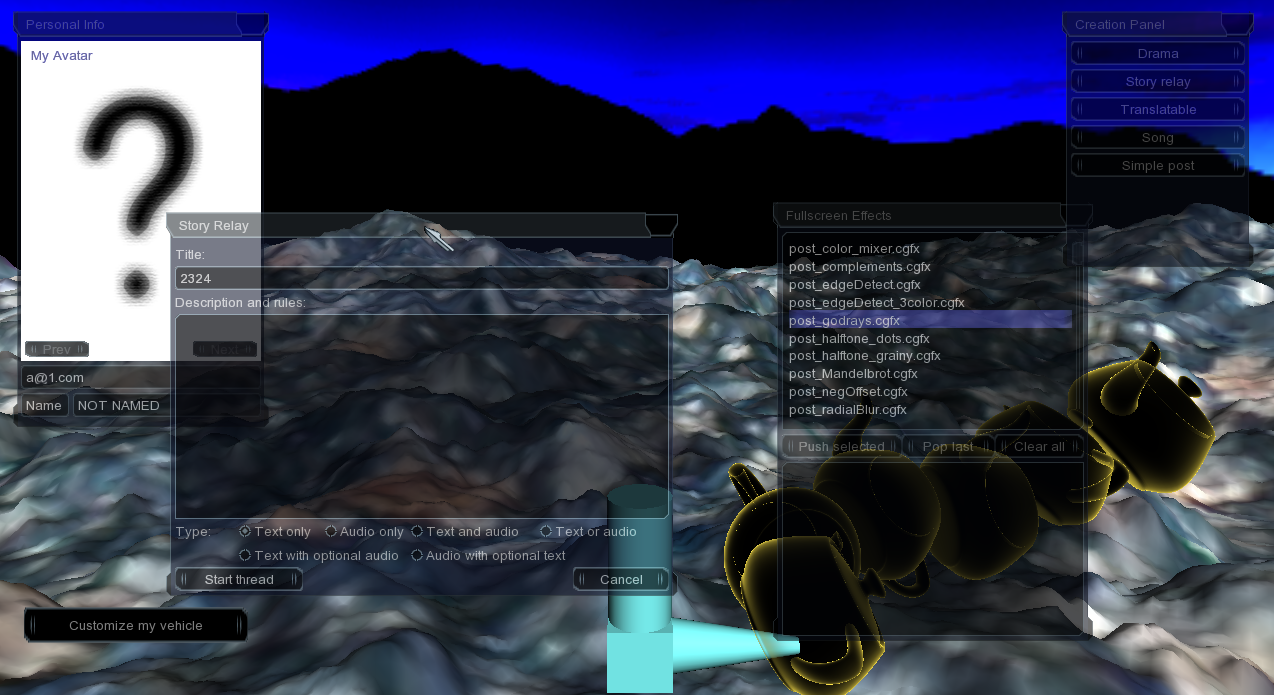 Personal Info
My Avatar
Prev
Next
a@1.com
Name NOT NAMED
Story Relay
Title:
2324
Description and rules:
Type: Text only Audio only Text and audio Text or audio
Text with optional audio Audio with optional text
Start thread Cancel
Customize my vehicle
Fullscreen Effects
post_color_mixer.cgfx
post_complements.cgfx
post_edgeDetect.cgfx
post_edgeDetect_3color.cgfx
post_godrays.cgfx
post_halftone_dots.cgfx
post_halftone_grainy.cgfx
post_Mandelbrot.cgfx
post_negOffset.cgfx
post_radialBlur.cgfx
Push selected Pop last Clear all
Creation Panel
Drama
Story relay
Translatable
Song
Simple post